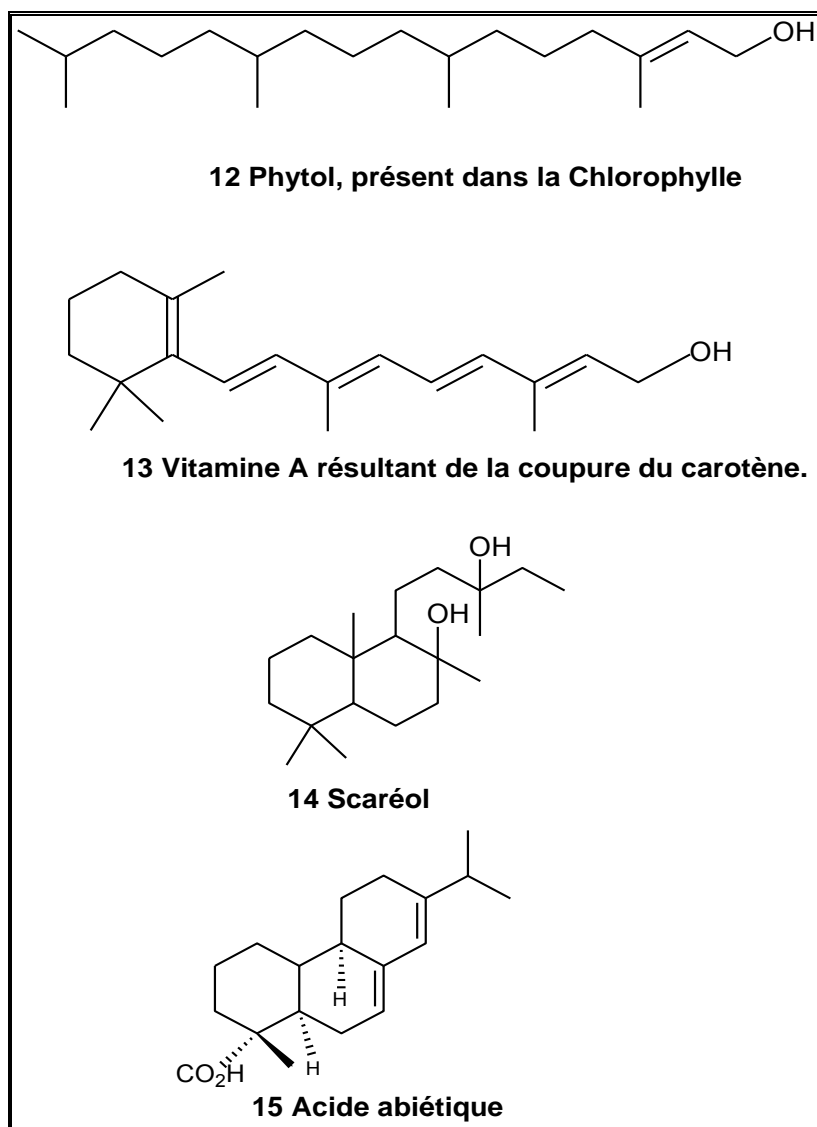 OH
12 Phytol, présent dans la Chlorophylle
OH
13 Vitamine A résultant de la coupure du carotène.
OH
OH
14 Scaréol
H
H
CO₂H
15 Acide abiétique